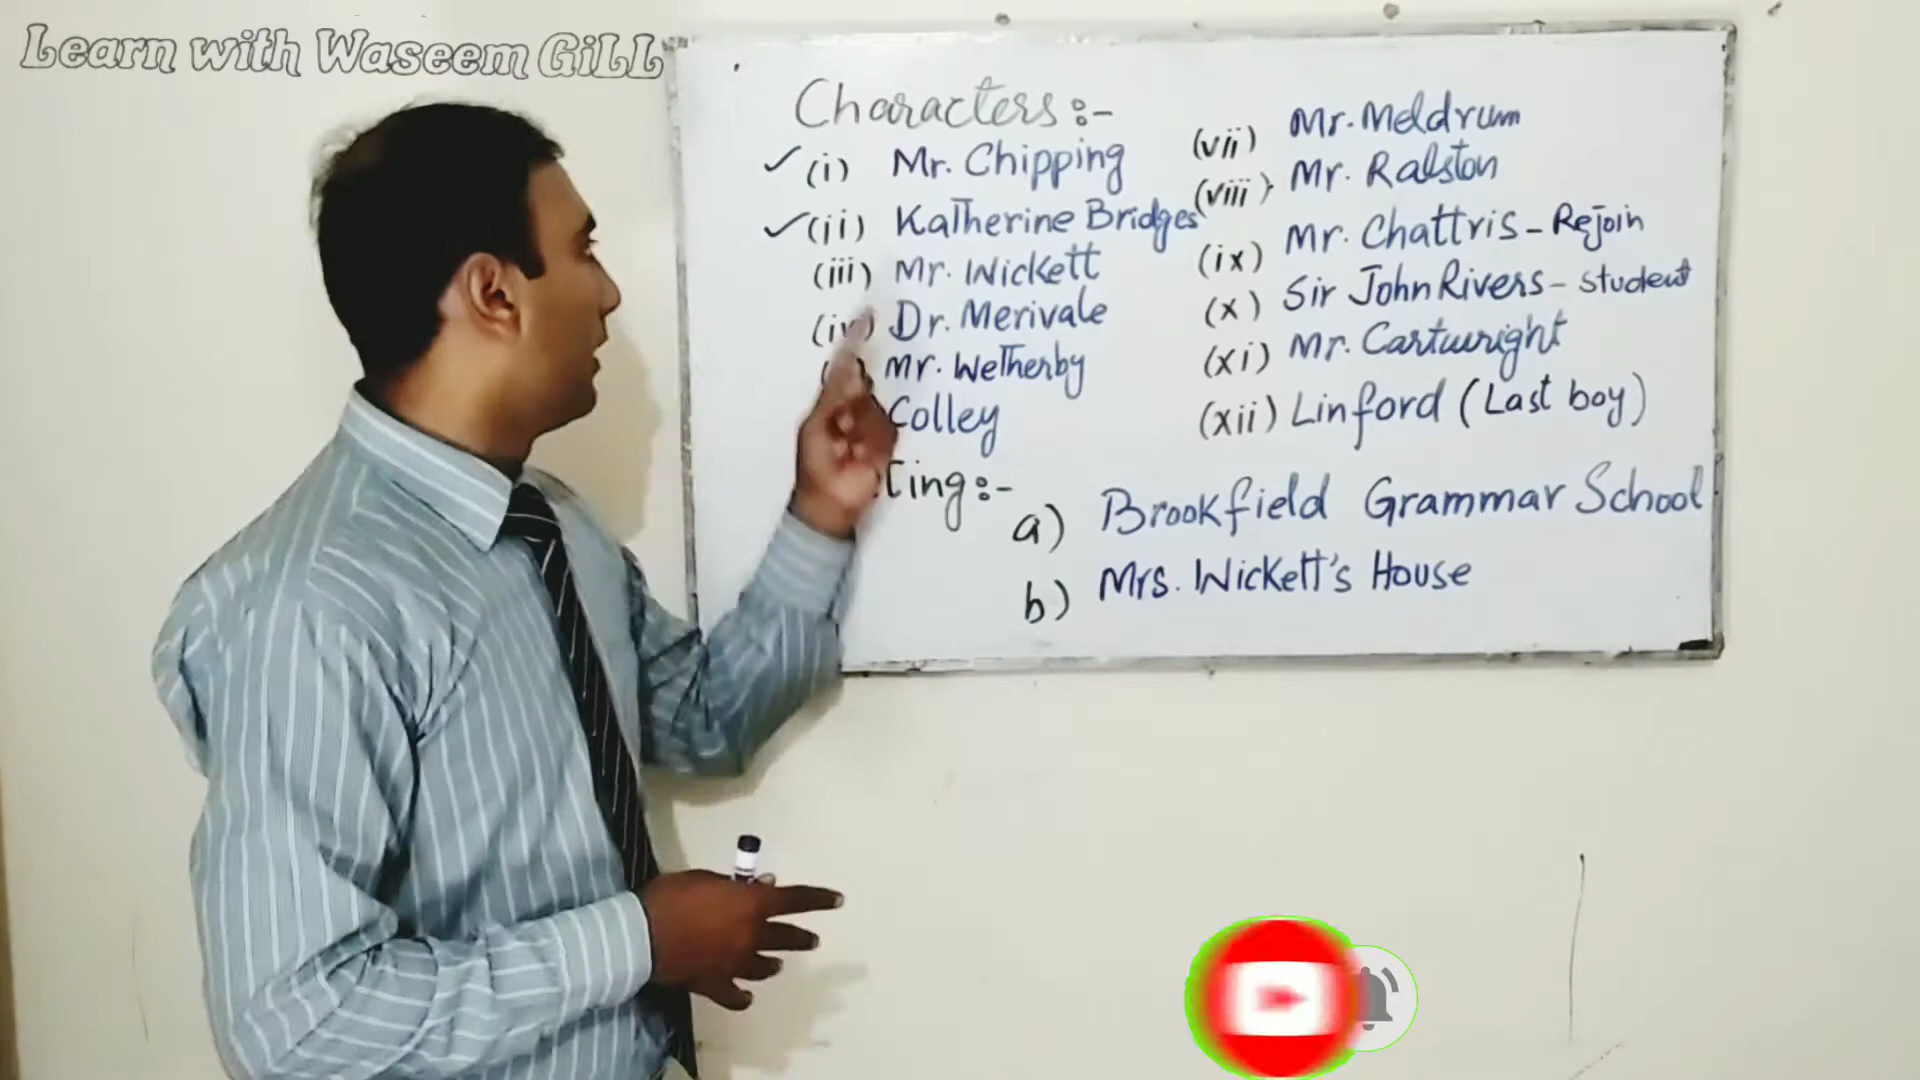 Learn with Waseem GiLL
Characters:-
(i) Mr. Chipping
(ii) Katherine Bridges
(iii) Mr. Wickett
(iv) Dr. Merivale
Mr. Wetherby
Colley
ting:-
(vii) Mr. Meldrum
(viii) Mr. Ralston
(ix) Mr. Chattris - Rejoin
(x) Sir John Rivers - student
(xi) Mr. Cartwright
(xii) Linford (Last boy)
a) Brookfield Grammar School
b) Mrs. Wickett's House